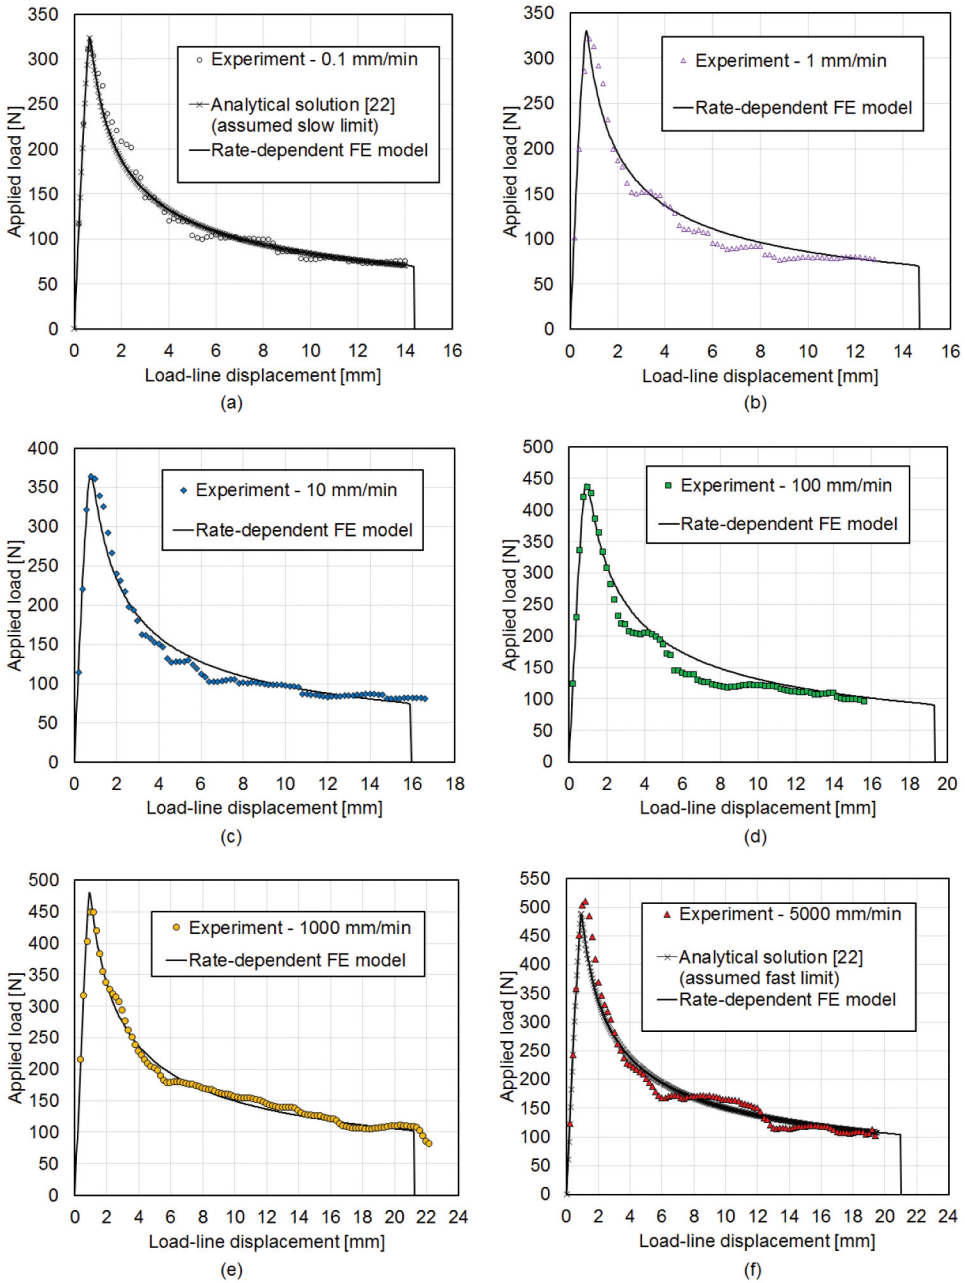 350
300
250
200
150
100
50
0
Applied load [N]
Experiment - 0.1 mm/min
Analytical solution [22]
(assumed slow limit)
Rate-dependent FE model
0 2 4 6 8 10 12 14 16
Load-line displacement [mm]
(a)
350
300
250
200
150
100
50
0
Applied load [N]
Experiment - 1 mm/min
Rate-dependent FE model
0 2 4 6 8 10 12 14 16
Load-line displacement [mm]
(b)
400
350
300
250
200
150
100
50
0
Applied load [N]
Experiment - 10 mm/min
Rate-dependent FE model
0 2 4 6 8 10 12 14 16 18
Load-line displacement [mm]
(c)
500
450
400
350
300
250
200
150
100
50
0
Applied load [N]
Experiment - 100 mm/min
Rate-dependent FE model
0 2 4 6 8 10 12 14 16 18 20
Load-line displacement [mm]
(d)
500
450
400
350
300
250
200
150
100
50
0
Applied load [N]
Experiment - 1000 mm/min
Rate-dependent FE model
0 2 4 6 8 10 12 14 16 18 20 22 24
Load-line displacement [mm]
(e)
550
500
450
400
350
300
250
200
150
100
50
0
Applied load [N]
Experiment - 5000 mm/min
Analytical solution [22]
(assumed fast limit)
Rate-dependent FE model
0 2 4 6 8 10 12 14 16 18 20 22 24
Load-line displacement [mm]
(f)